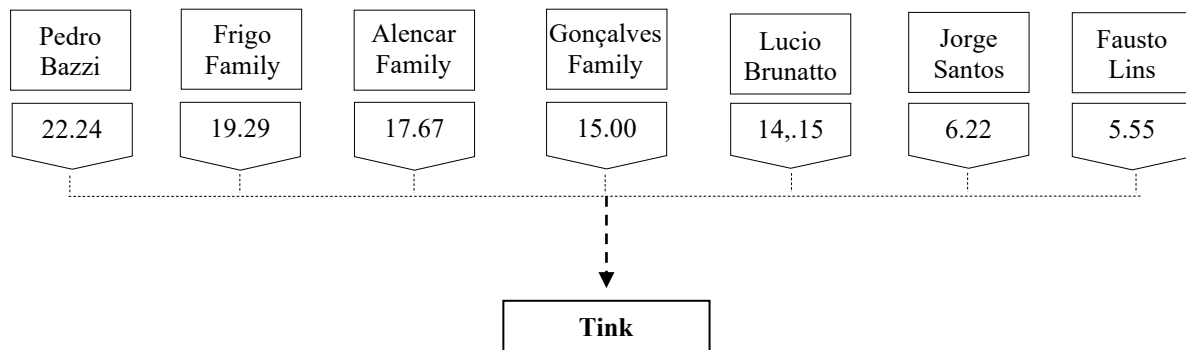 Pedro
Bazzi
Frigo
Family
Alencar
Family
Gonçalves
Family
Lucio
Brunatto
Jorge
Santos
Fausto
Lins
22.24
19.29
17.67
15.00
14,.15
6.22
5.55
Tink